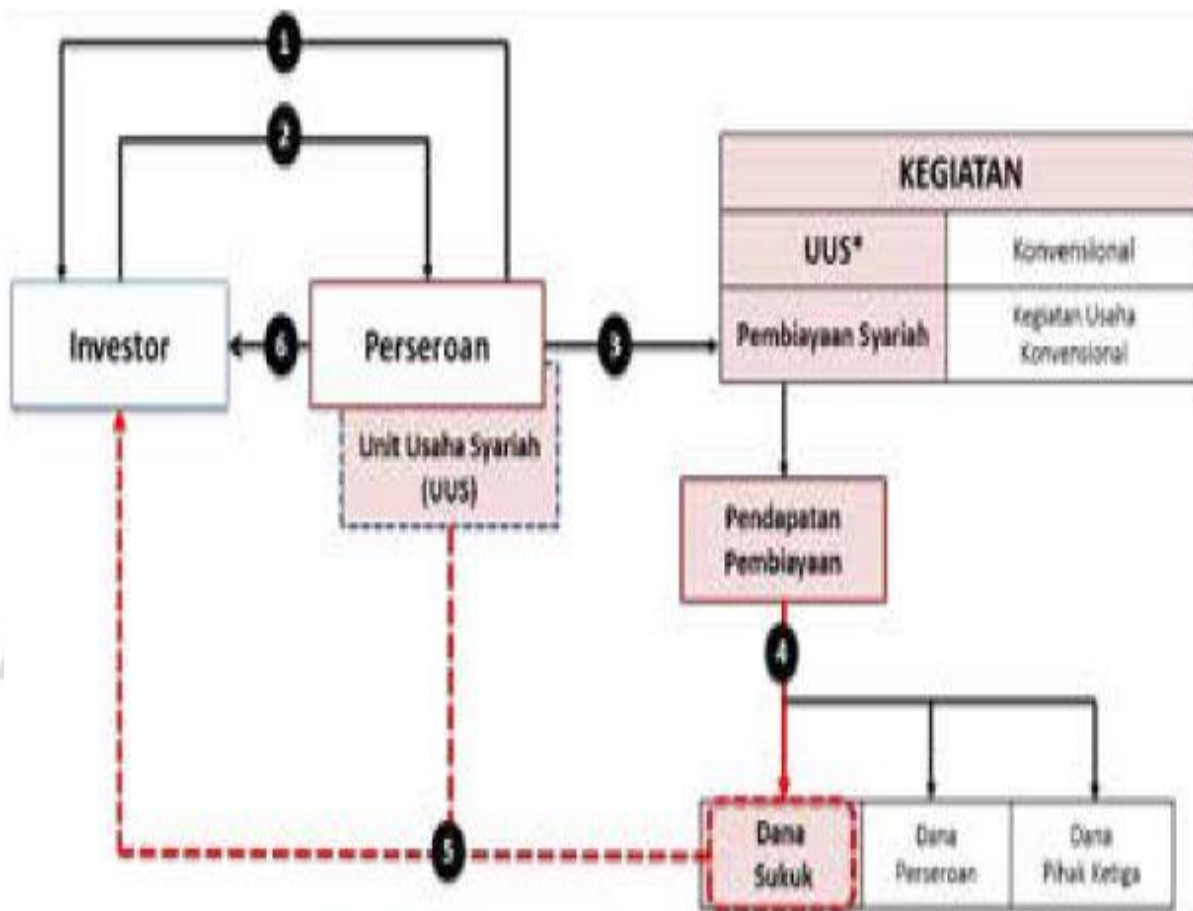 1
2
KEGIATAN
UUS*
Konvensional
Investor
6
Perseroan
3
Pembiayaan Syariah
Kegiatan Usaha
Konvensional
Unit Usaha Syariah
(UUS)
Pendapatan
Pembiayaan
4
5
Dana
Sukuk
Dana
Perseroan
Dana
Pihak Ketiga